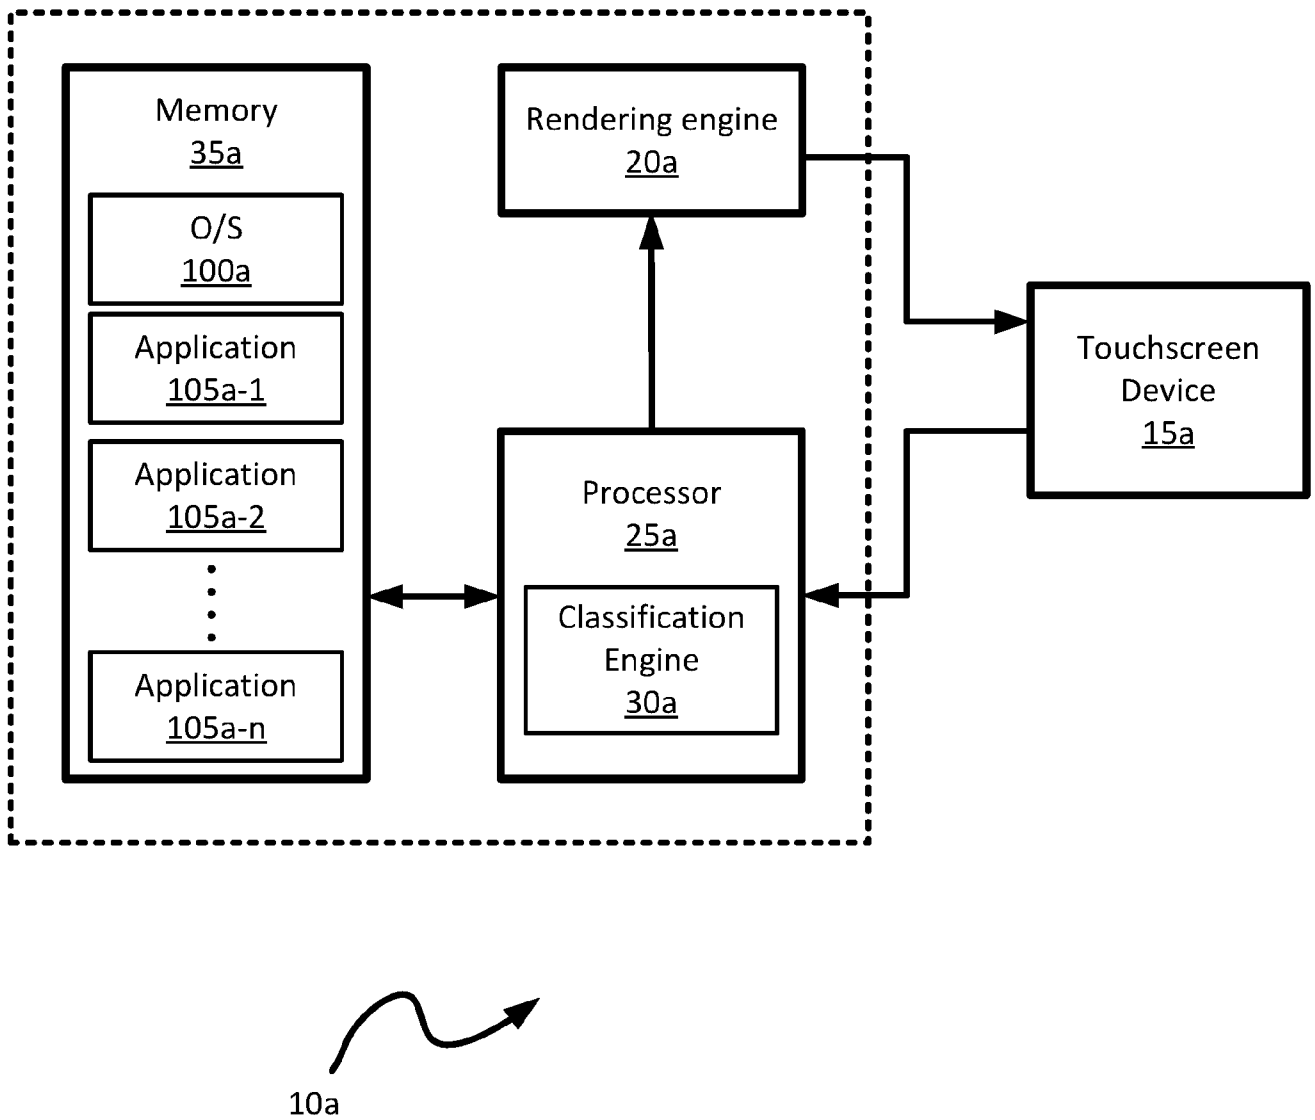 Memory
35a
O/S
100a
Application
105a-1
Application
105a-2
Application
105a-n
Rendering engine
20a
Processor
25a
Classification
Engine
30a
Touchscreen
Device
15a
10a